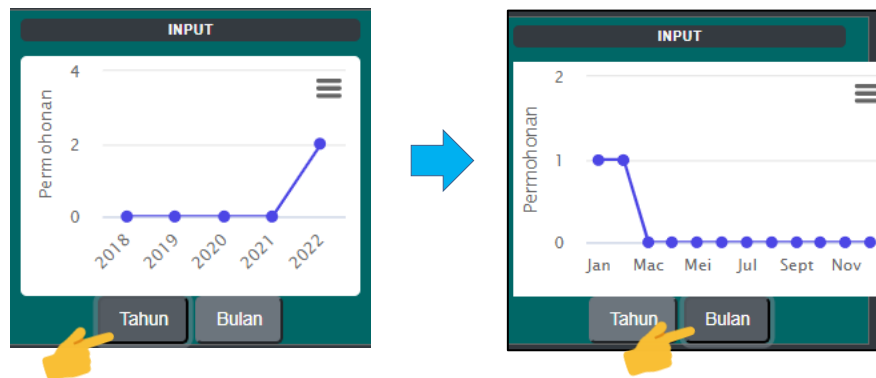 INPUT
4
2
0
Permohonan
2018 2019 2020 2021 2022
Tahun Bulan
INPUT
2
1
0
Permohonan
Jan Mac Mei Jul Sept Nov
Tahun Bulan